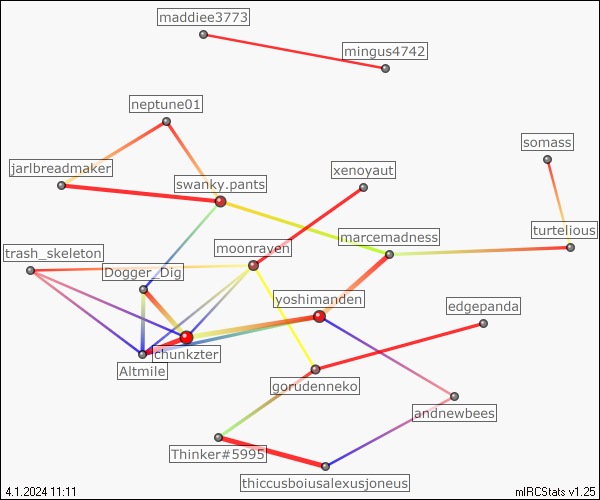 maddiee3773
mingus4742
neptune01
somass
jarlbreadmaker
xenoyaut
swanky.pants
turtelious
marcemadness
moonrayen
trash_skeleton
Dogger_Dig
yoshimanden
edgepanda
chunkzter
Altmile
gorudenneko
andnewbees
Thinker#5995
thiccusboiusalexusjoneus
4.1.2024 11:11
mIRCStats v1.25